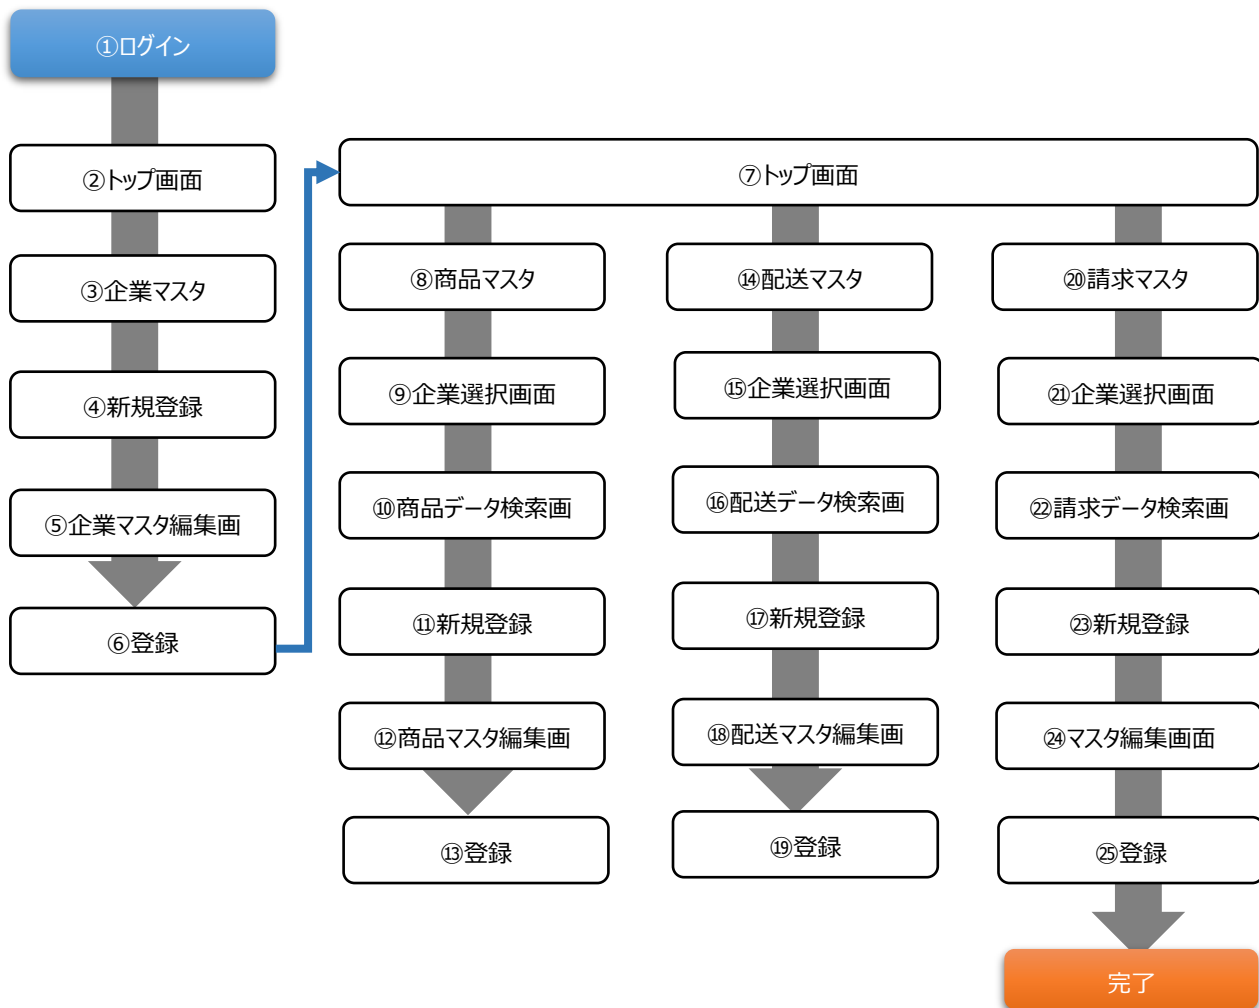 ①ログイン
②トップ画面
③企業マスタ
④新規登録
⑤企業マスタ編集画
⑥登録
⑦トップ画面
⑧商品マスタ
⑨企業選択画面
⑩商品データ検索画
⑪新規登録
⑫商品マスタ編集画
⑬登録
⑭配送マスタ
⑮企業選択画面
⑯配送データ検索画
⑰新規登録
⑱配送マスタ編集画
⑲登録
⑳請求マスタ
㉑企業選択画面
㉒請求データ検索画
㉓新規登録
㉔マスタ編集画面
㉕登録
完了